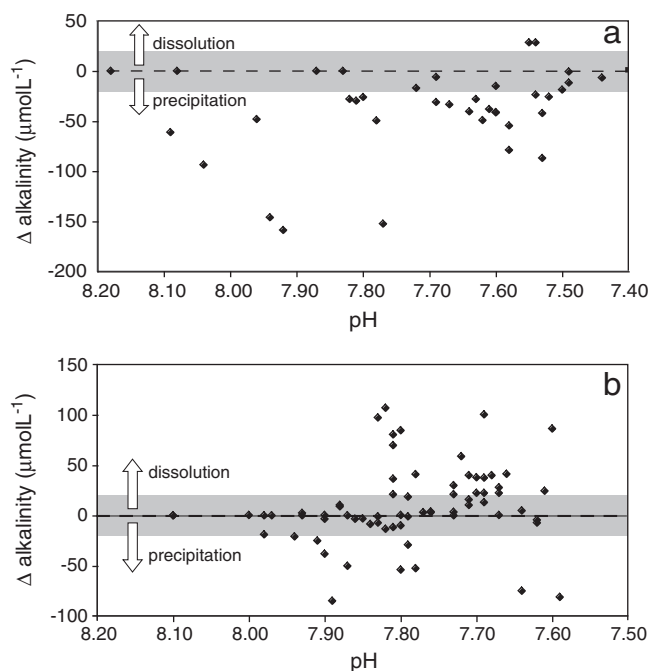 a
50
0
-50
-100
-150
-200
Δ alkalinity (μmolL⁻¹)
dissolution
precipitation
8.20 8.10 8.00 7.90 7.80 7.70 7.60 7.50 7.40
pH
b
150
100
50
0
-50
-100
Δ alkalinity (μmolL⁻¹)
dissolution
precipitation
8.20 8.10 8.00 7.90 7.80 7.70 7.60 7.50
pH